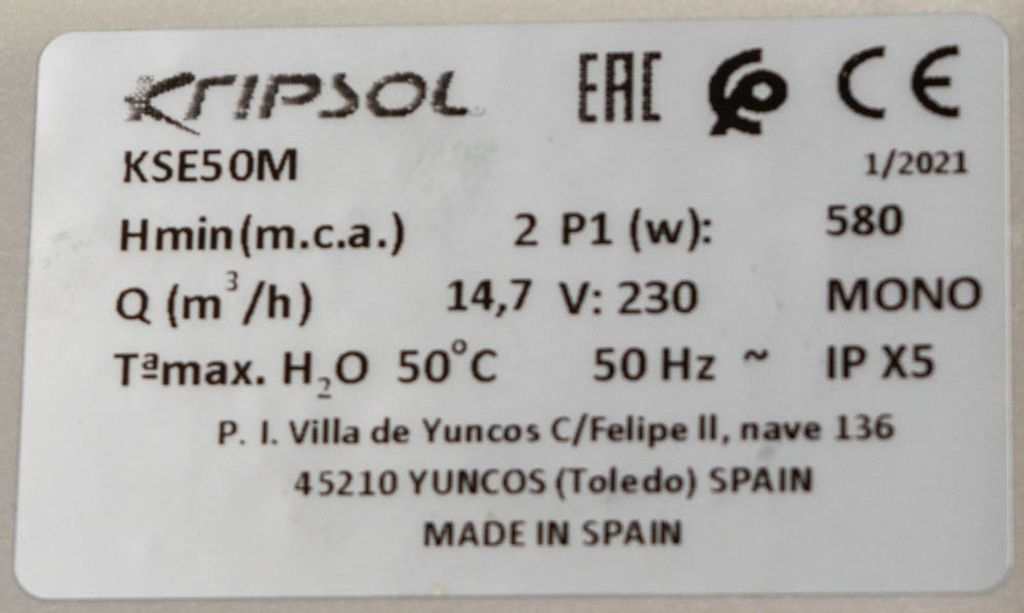 KRIPSOL EAC CE
KSE50M 1/2021
Hmin(m.c.a.) 2 P1 (w): 580
Q (m³/h) 14,7 V: 230 MONO
Tªmax. H₂O 50°C 50 Hz ~ IP X5
P. I. Villa de Yuncos C/Felipe II, nave 136
45210 YUNCOS (Toledo) SPAIN
MADE IN SPAIN